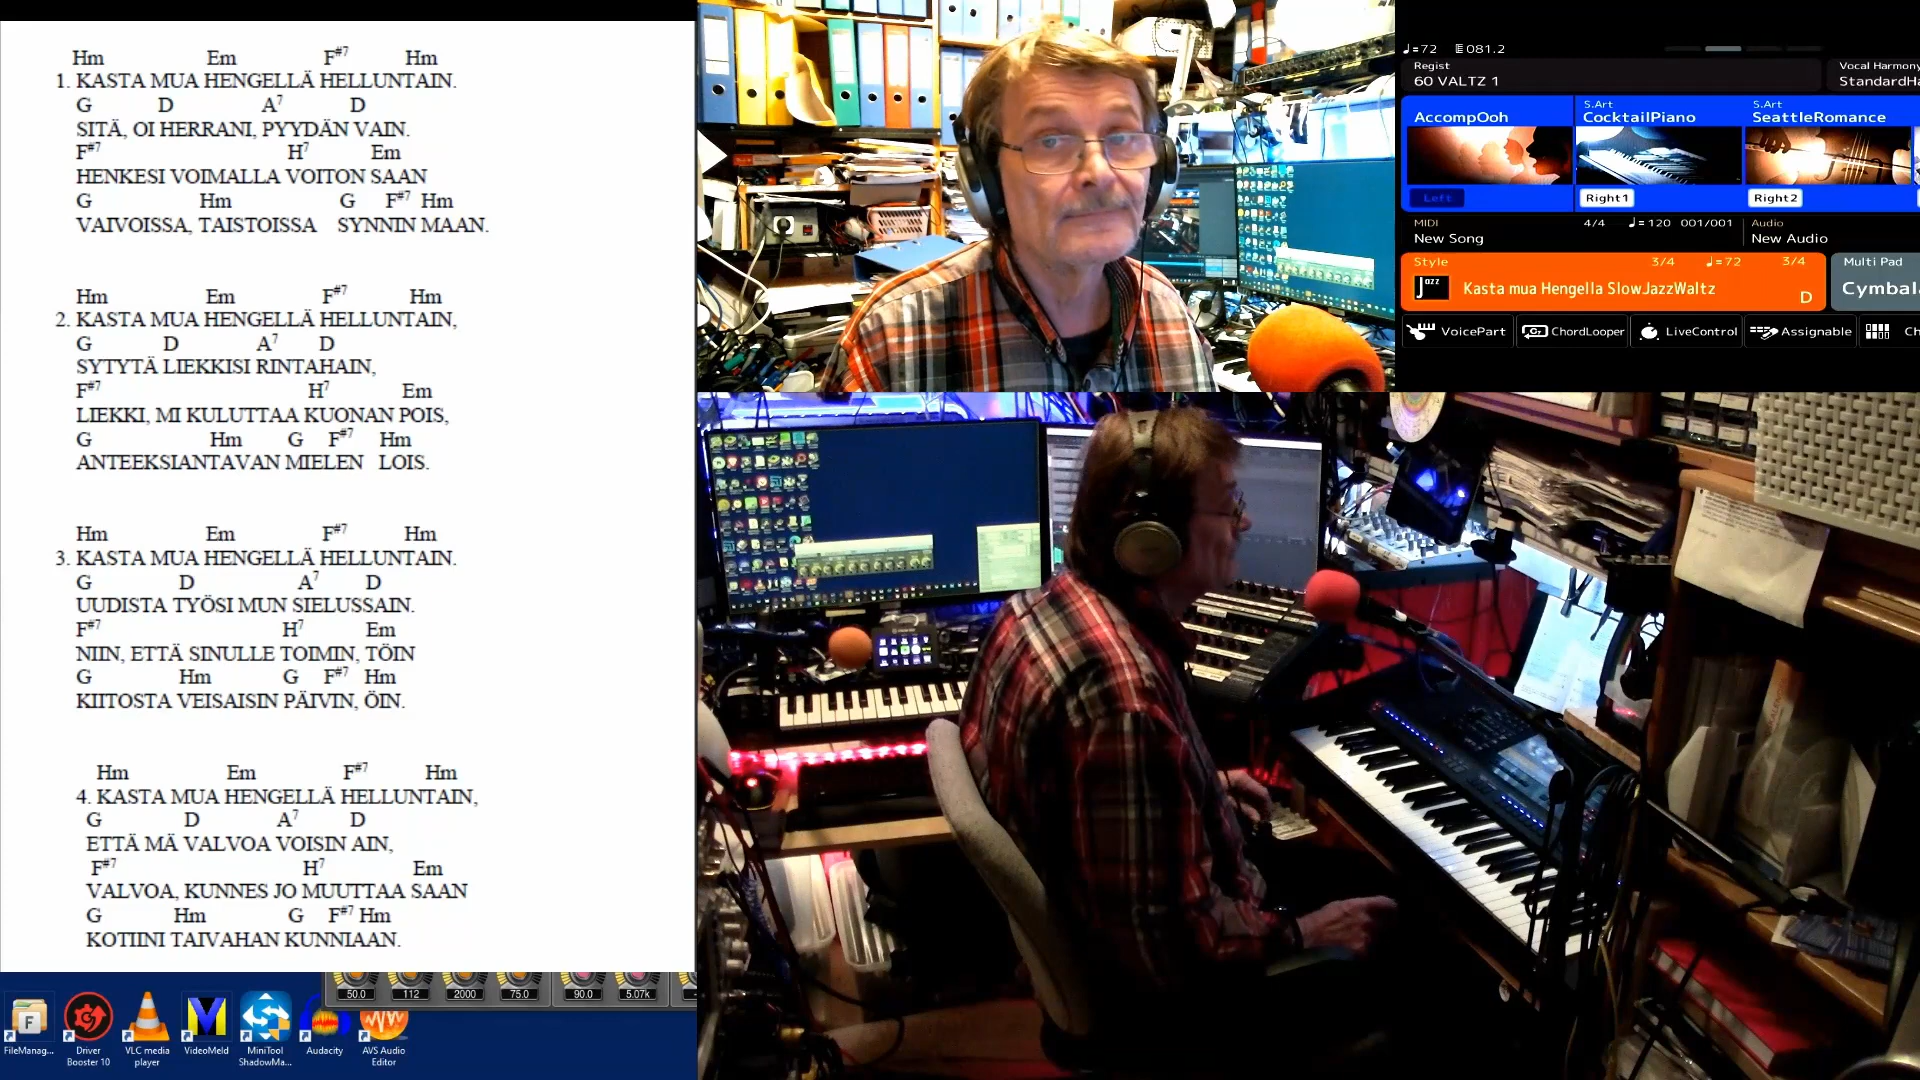 Hm Em F#7 Hm
1. KASTA MUA HENGELLÄ HELLUNTAIN.
G D A7 D
SITÄ, OI HERRANI, PYYDÄN VAIN.
F#7 H7 Em
HENKESI VOIMALLA VOITON SAAN
G Hm G F#7 Hm
VAIVOISSA, TAISTOISSA SYNNIN MAAN.
Hm Em F#7 Hm
2. KASTA MUA HENGELLÄ HELLUNTAIN,
G D A7 D
SYTYTÄ LIEKKISI RINTAHAIN,
F#7 H7 Em
LIEKKI, MI KULUTTAA KUONAN POIS,
G Hm G F#7 Hm
ANTEEKSIANTAVAN MIELEN LOIS.
Hm Em F#7 Hm
3. KASTA MUA HENGELLÄ HELLUNTAIN.
G D A7 D
UUDISTA TYÖSI MUN SIELUSSAIN.
F#7 H7 Em
NIIN, ETTÄ SINULLE TOIMIN, TÖIN
G Hm G F#7 Hm
KIITOSTA VEISAISIN PÄIVIN, ÖIN.
Hm Em F#7 Hm
4. KASTA MUA HENGELLÄ HELLUNTAIN,
G D A7 D
ETTÄ MÄ VALVOA VOISIN AIN,
F#7 H7 Em
VALVOA, KUNNES JO MUUTTAA SAAN
G Hm G F#7 Hm
KOTIINI TAIVAHAN KUNNIAAN.
50.0 112 2000 75.0 90.0 5.07k
FileManag...
Driver Booster 10
VLC media player
VideoMeld
MiniTool ShadowMa...
Audacity
AVS Audio Editor
♩=72 081.2
Regist
60 VALTZ 1
Vocal Harmony
StandardHa
AccompOoh
S.Art
CocktailPiano
S.Art
SeattleRomance
Left
Right1
Right2
MIDI 4/4 ♩=120 001/001
New Song
Audio
New Audio
Style 3/4 ♩=72 3/4
Jazz
Kasta mua Hengella SlowJazzWaltz
D
Multi Pad
Cymbal
VoicePart
ChordLooper
LiveControl
Assignable
Ch